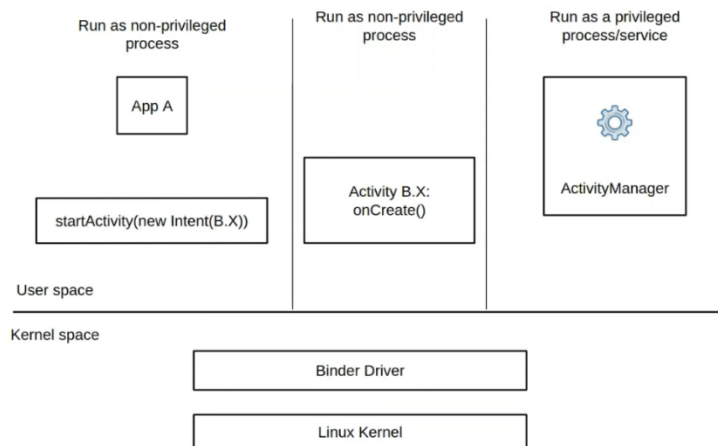 Run as non-privileged
process
Run as non-privileged
process
Run as a privileged
process/service
App A
ActivityManager
Activity B.X:
onCreate()
startActivity(new Intent(B.X))
User space
Kernel space
Binder Driver
Linux Kernel